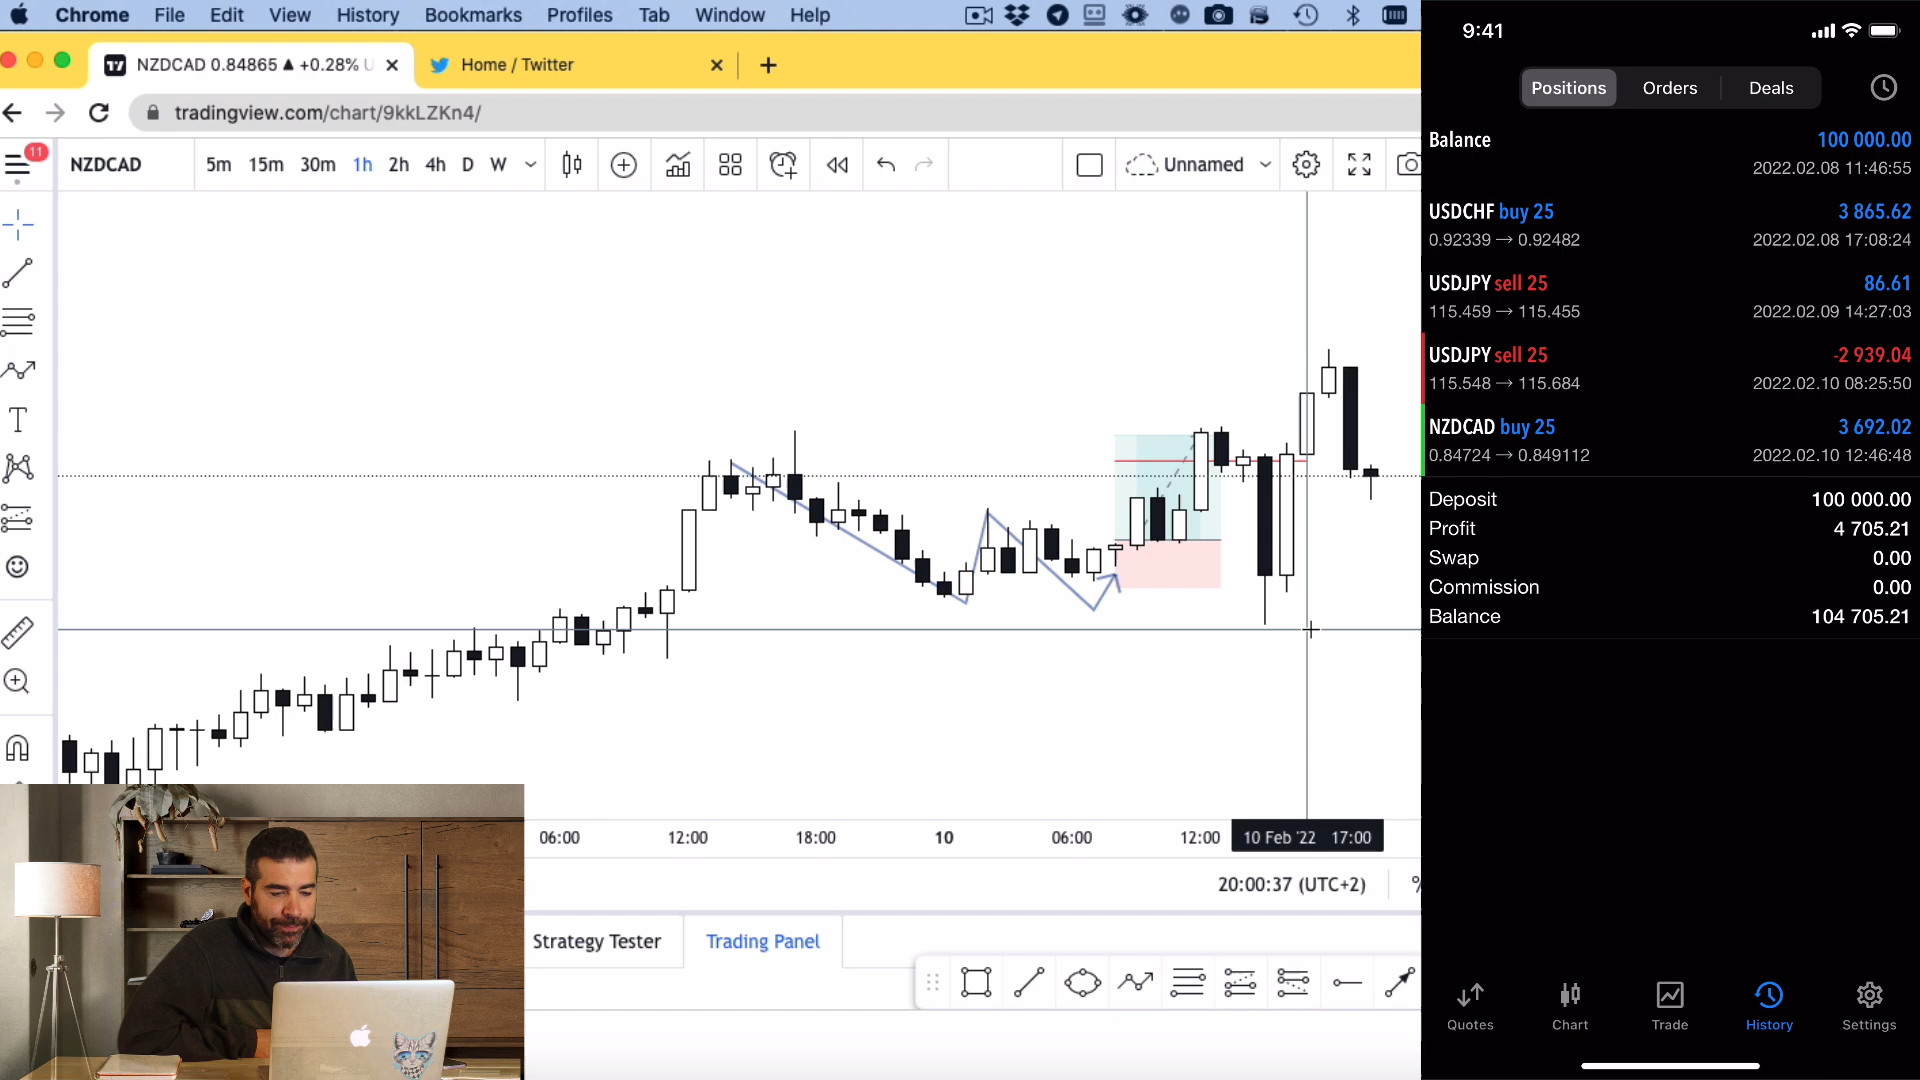 Chrome File Edit View History Bookmarks Profiles Tab Window Help
NZDCAD 0.84865 ▲ +0.28% U
Home / Twitter
tradingview.com/chart/9kkLZKn4/
11
NZDCAD
5m 15m 30m 1h 2h 4h D W
Unnamed
06:00 12:00 18:00 10 06:00 12:00 10 Feb '22 17:00
20:00:37 (UTC+2)
%
Strategy Tester Trading Panel
9:41
Positions Orders Deals
Balance 100 000.00
2022.02.08 11:46:55
USDCHF buy 25 3 865.62
0.92339 → 0.92482 2022.02.08 17:08:24
USDJPY sell 25 86.61
115.459 → 115.455 2022.02.09 14:27:03
USDJPY sell 25 -2 939.04
115.548 → 115.684 2022.02.10 08:25:50
NZDCAD buy 25 3 692.02
0.84724 → 0.849112 2022.02.10 12:46:48
Deposit 100 000.00
Profit 4 705.21
Swap 0.00
Commission 0.00
Balance 104 705.21
Quotes Chart Trade History Settings